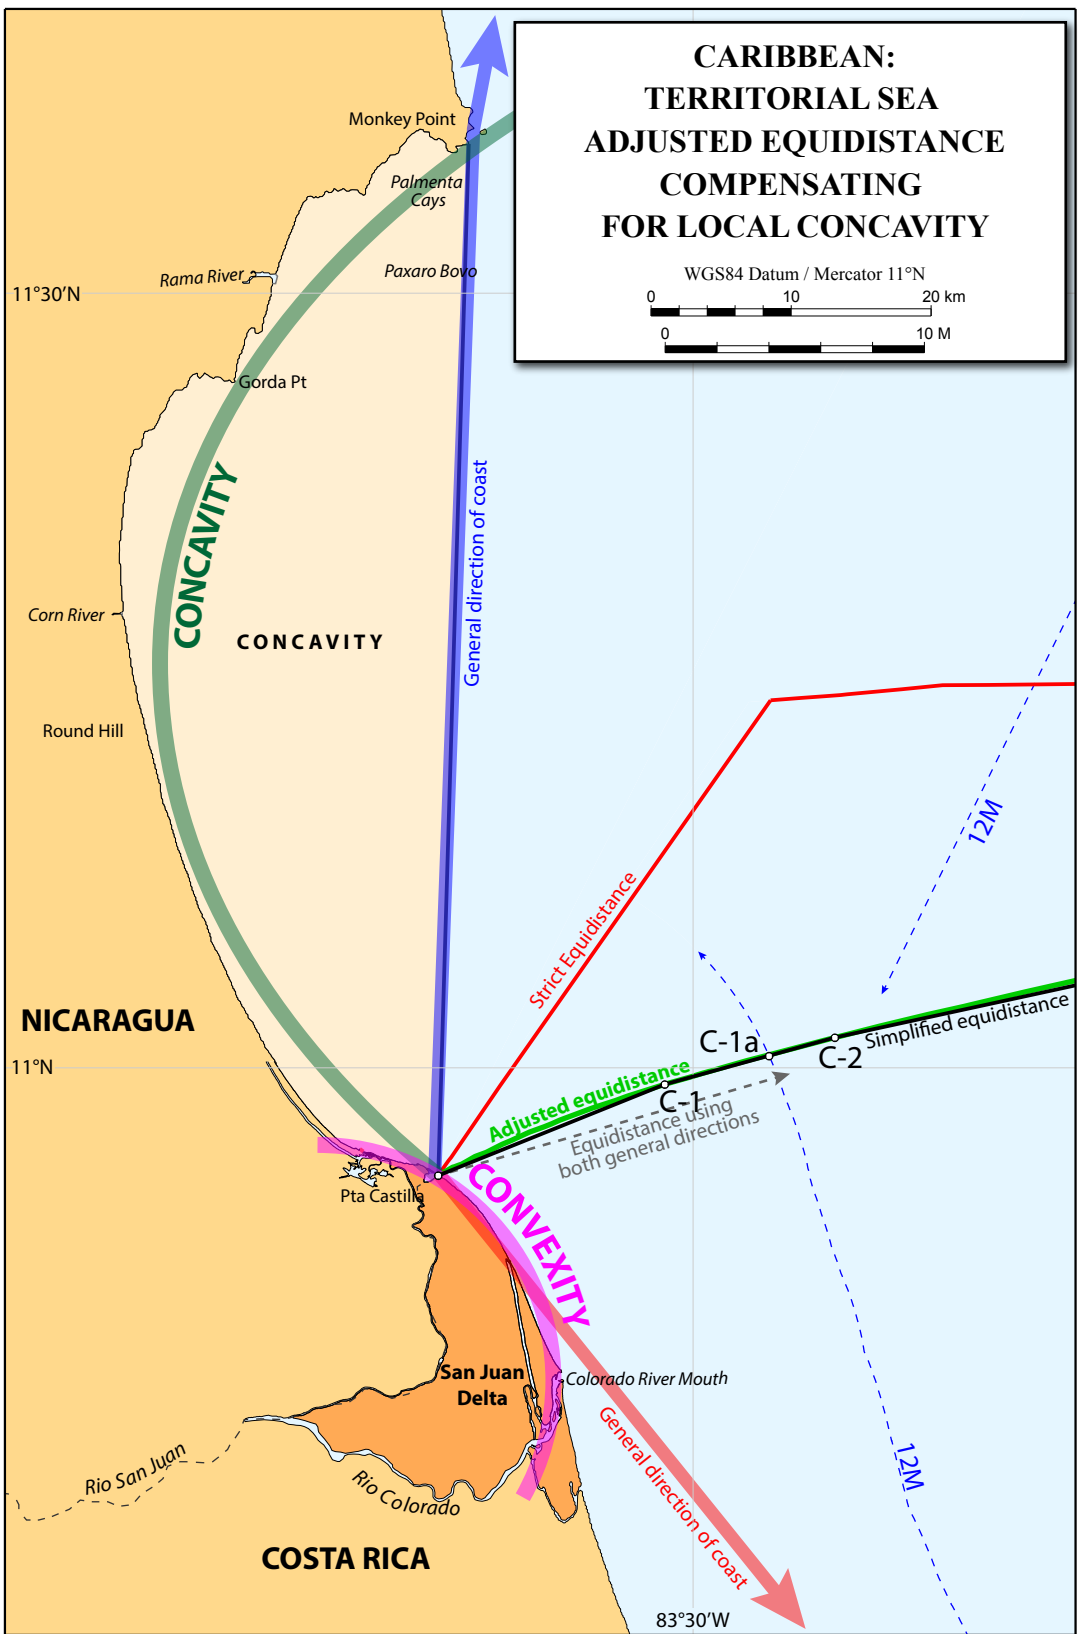 CARIBBEAN:
TERRITORIAL SEA
ADJUSTED EQUIDISTANCE
COMPENSATING
FOR LOCAL CONCAVITY
WGS84 Datum / Mercator 11°N
0 10 20 km
0 10 M
Monkey Point
Palmenta
Cays
Rama River
Paxaro Bovo
11°30'N
Gorda Pt
CONCAVITY
General direction of coast
Corn River
CONCAVITY
Round Hill
12M
Strict Equidistance
NICARAGUA
11°N
C-1a
C-2
Simplified equidistance
Adjusted equidistance
C-1
Equidistance using
both general directions
Pta Castilla
CONVEXITY
San Juan
Delta
Colorado River Mouth
General direction of coast
Rio San Juan
Rio Colorado
12M
COSTA RICA
83°30'W